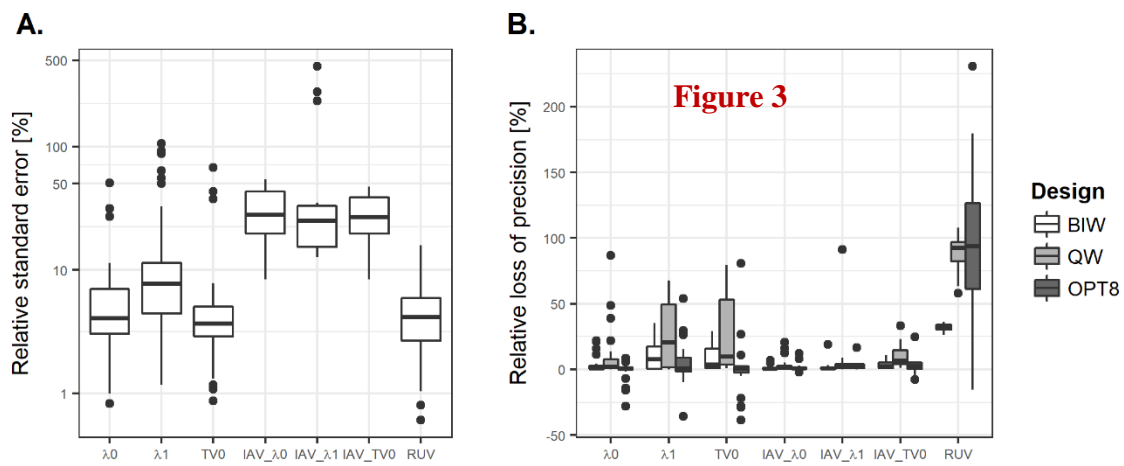 A.
Relative standard error [%]
500
100
50
10
1
λ0 λ1 TV0 IAV_λ0 IAV_λ1 IAV_TV0 RUV
B.
Figure 3
Relative loss of precision [%]
200
150
100
50
0
-50
λ0 λ1 TV0 IAV_λ0 IAV_λ1 IAV_TV0 RUV
Design
BIW
QW
OPT8